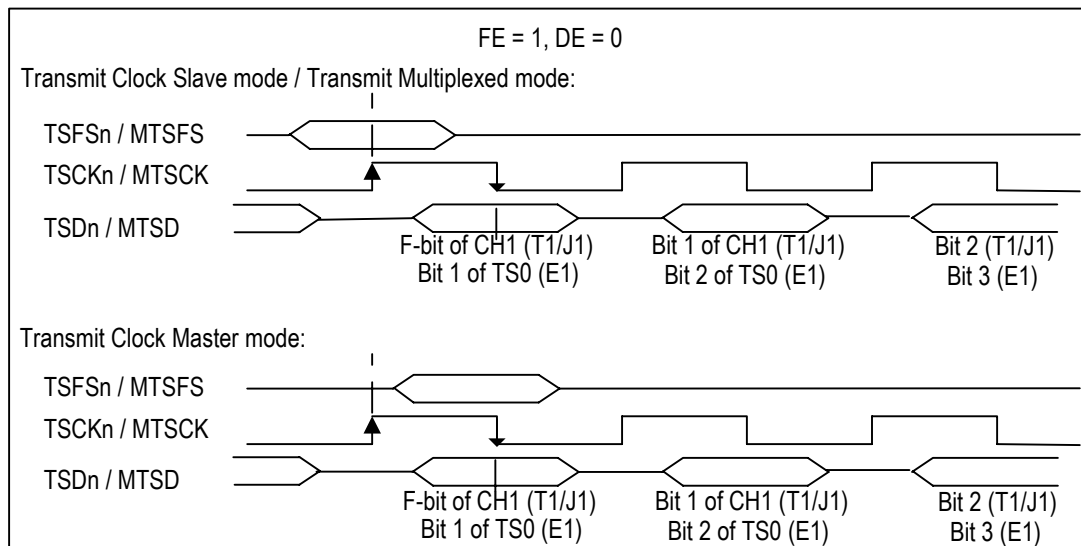 FE = 1, DE = 0
Transmit Clock Slave mode / Transmit Multiplexed mode:
TSFSn / MTSFS
TSCKn / MTSCK
TSDn / MTSD
F-bit of CH1 (T1/J1) Bit 1 of CH1 (T1/J1) Bit 2 (T1/J1)
Bit 1 of TS0 (E1) Bit 2 of TS0 (E1) Bit 3 (E1)
Transmit Clock Master mode:
TSFSn / MTSFS
TSCKn / MTSCK
TSDn / MTSD
F-bit of CH1 (T1/J1) Bit 1 of CH1 (T1/J1) Bit 2 (T1/J1)
Bit 1 of TS0 (E1) Bit 2 of TS0 (E1) Bit 3 (E1)